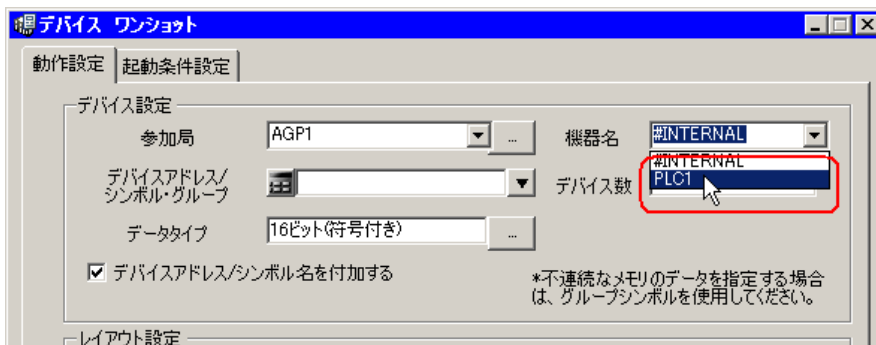 デバイス ワンショット
動作設定 起動条件設定
デバイス設定
参加局 AGP1 ... 機器名 #INTERNAL
#INTERNAL
PLC1
デバイスアドレス/
シンボル・グループ
デバイス数
データタイプ 16ビット(符号付き) ...
デバイスアドレス/シンボル名を付加する
*不連続なメモリのデータを指定する場合
は、グループシンボルを使用してください。
レイアウト設定